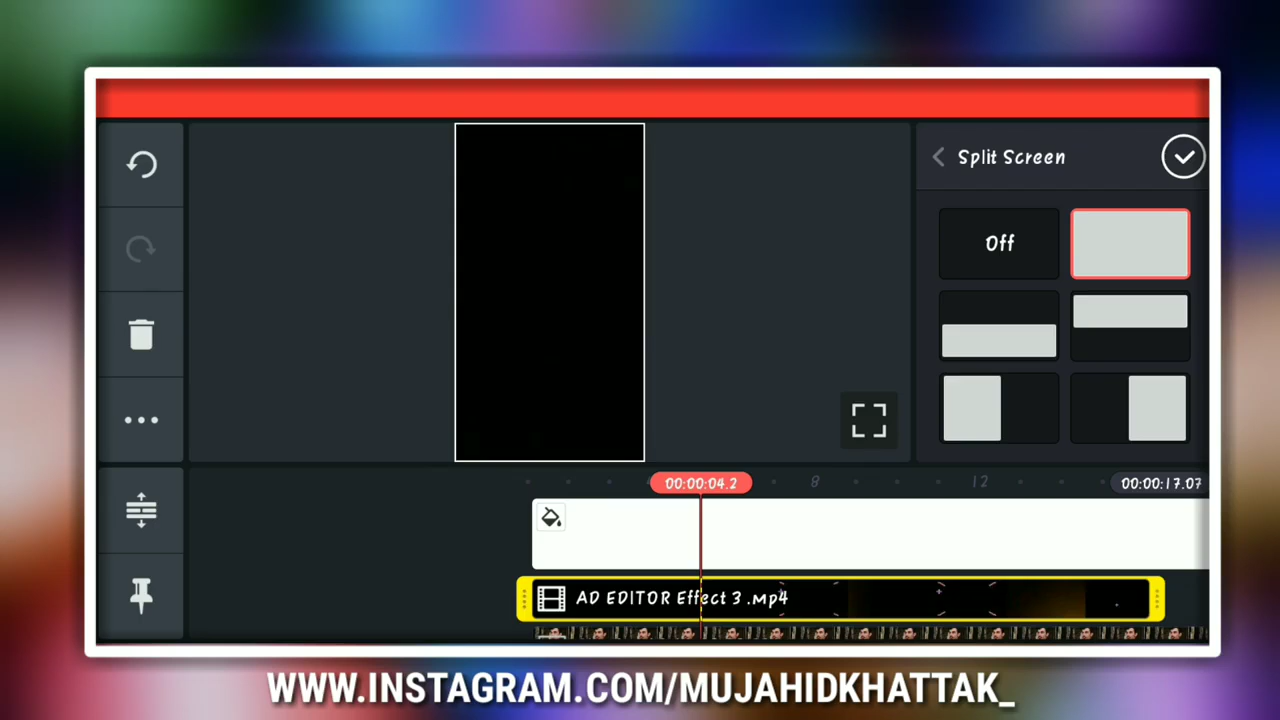 Split Screen
Off
00:00:04.2
8
12
00:00:17.07
AD EDITOR Effect 3 .mp4
WWW.INSTAGRAM.COM/MUJAHIDKHATTAK_